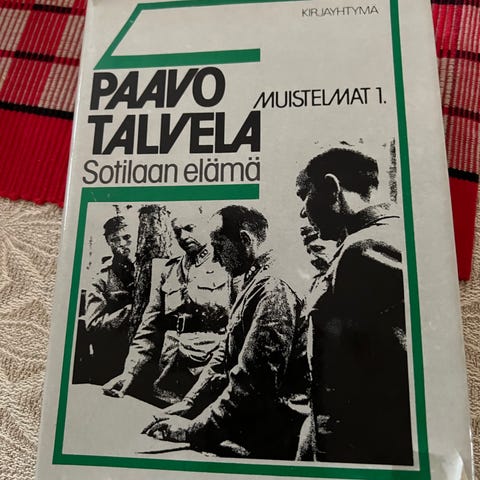 KIRJAYHTYMÄ
PAAVO
TALVELA
MUISTELMAT 1.
Sotilaan elämä